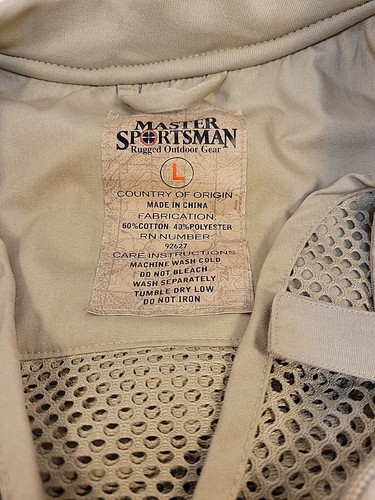 MASTER
SPORTSMAN
Rugged Outdoor Gear
L
COUNTRY OF ORIGIN
MADE IN CHINA
FABRICATION:
60%COTTON 40%POLYESTER
RN NUMBER
92627
CARE INSTRUCTIONS
MACHINE WASH COLD
DO NOT BLEACH
WASH SEPARATELY
TUMBLE DRY LOW
DO NOT IRON